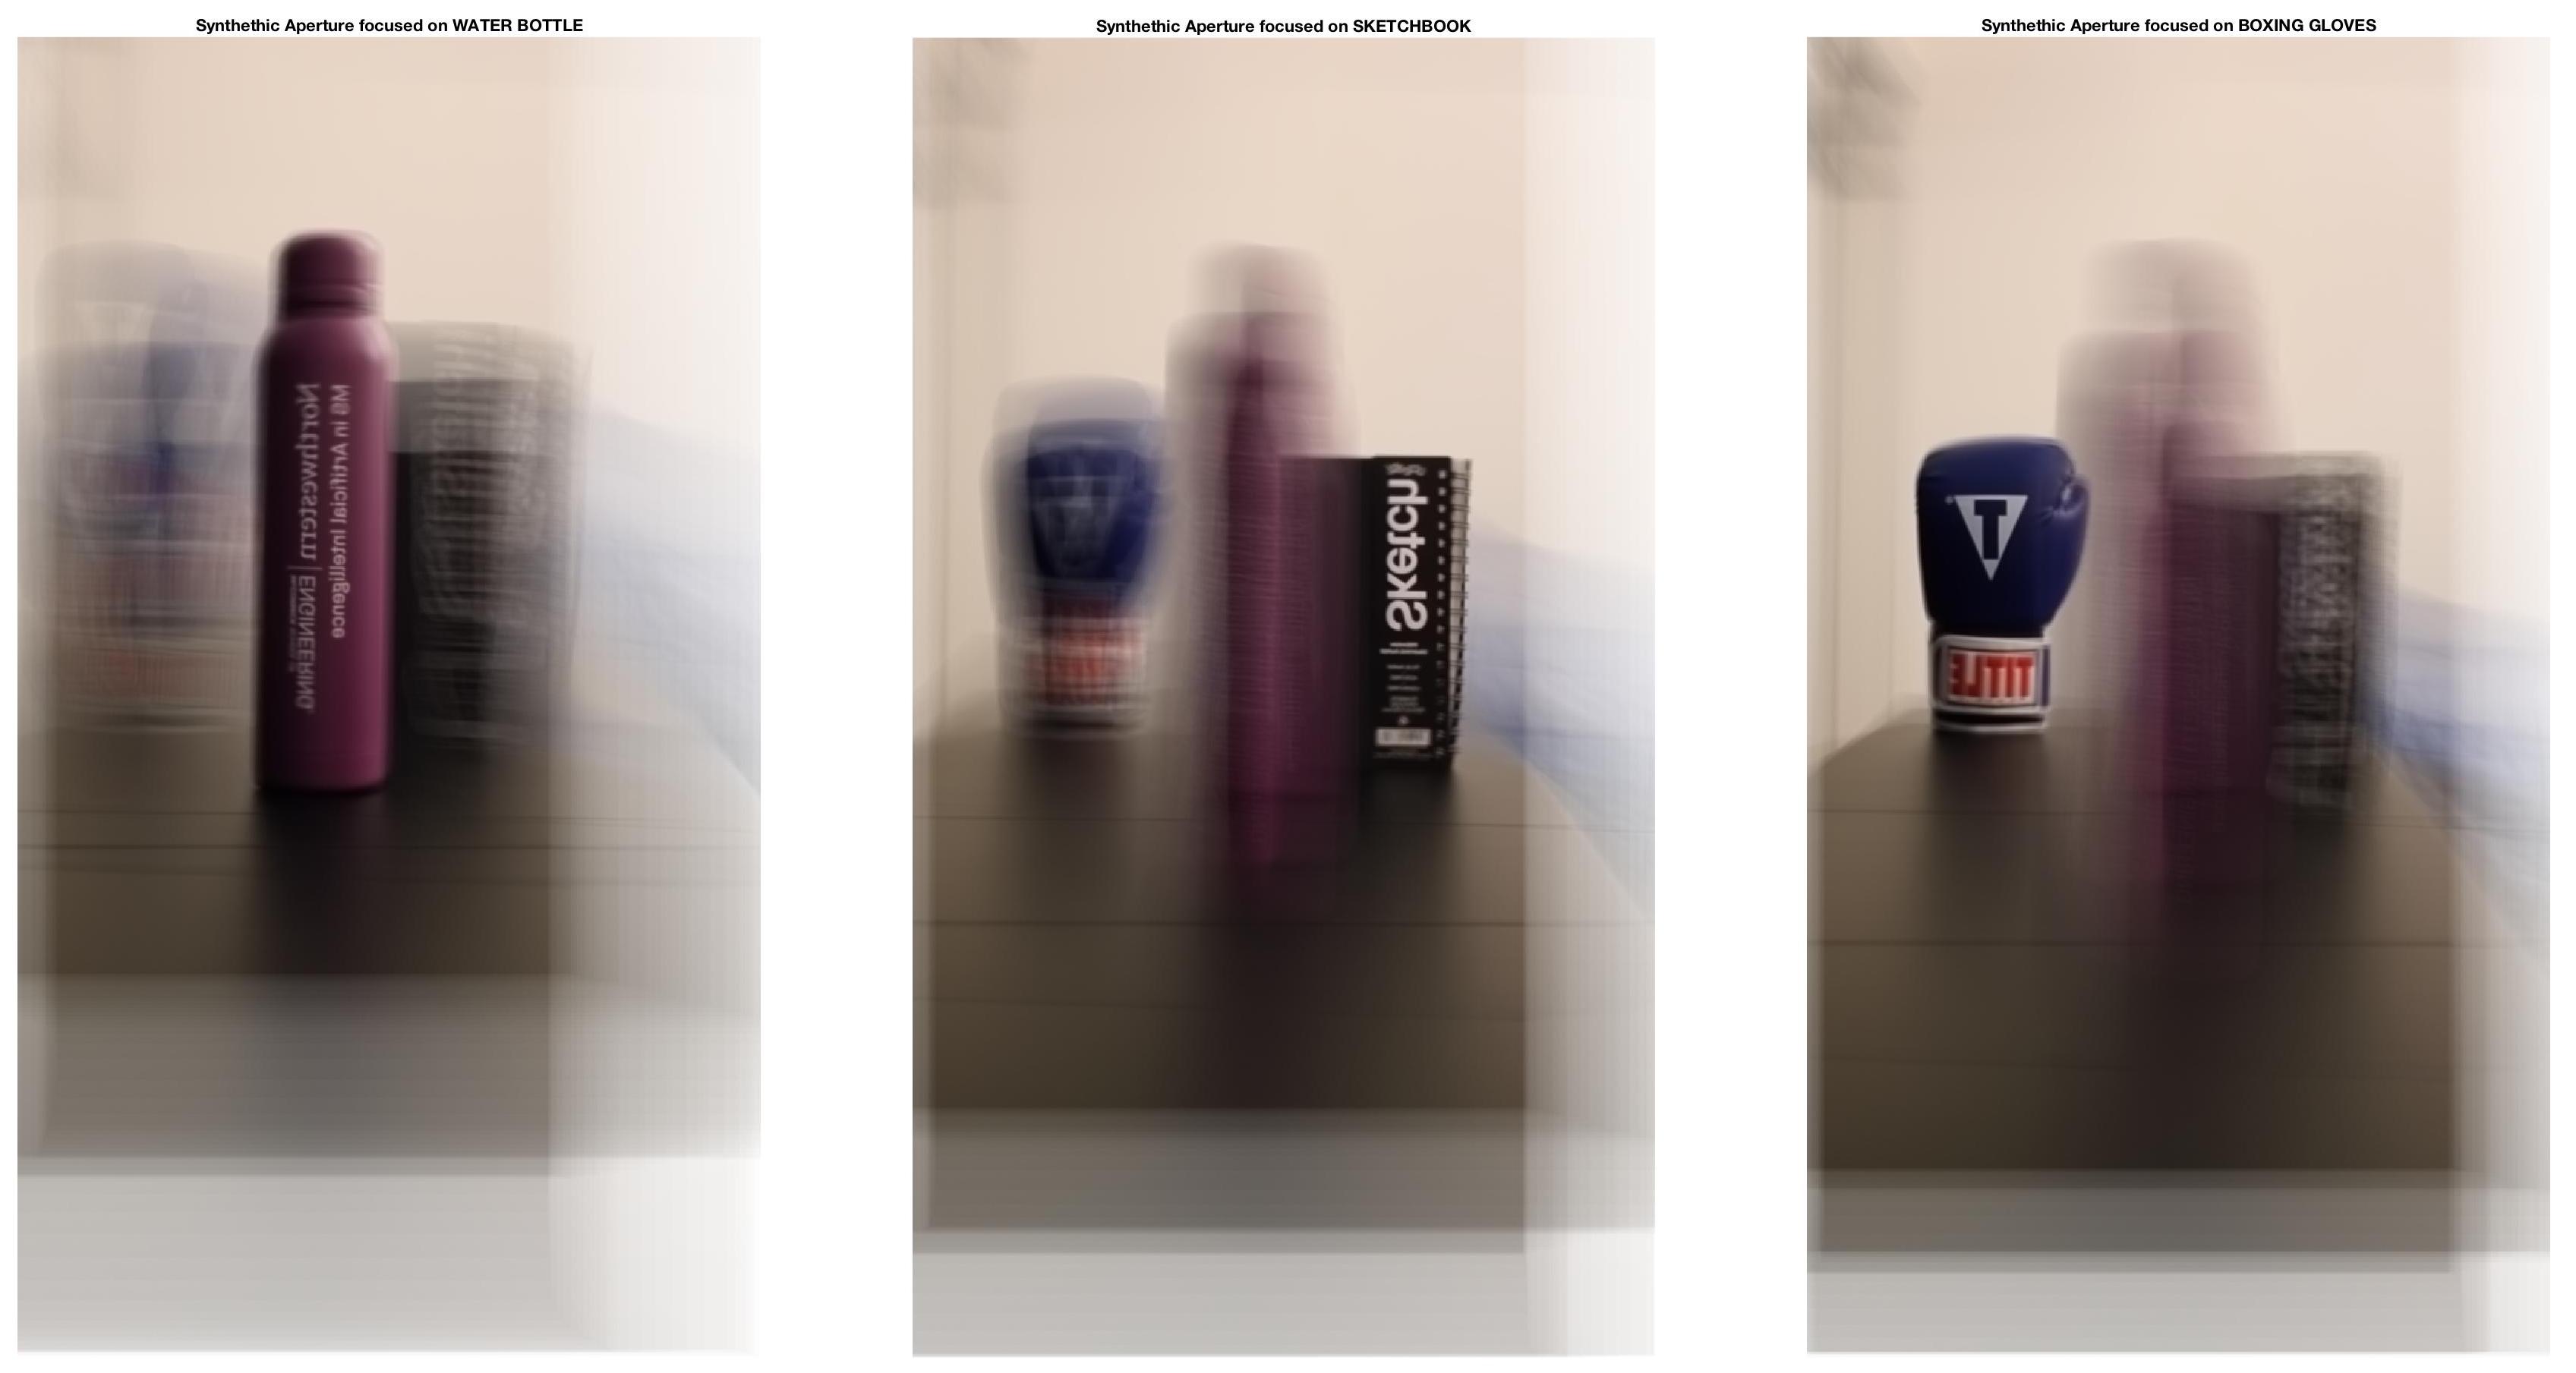 Synthethic Aperture focused on WATER BOTTLE
Synthethic Aperture focused on SKETCHBOOK
Synthethic Aperture focused on BOXING GLOVES
Northwestern | ENGINEERING
MS in Artificial Intelligence
Sketch
T
TITLE